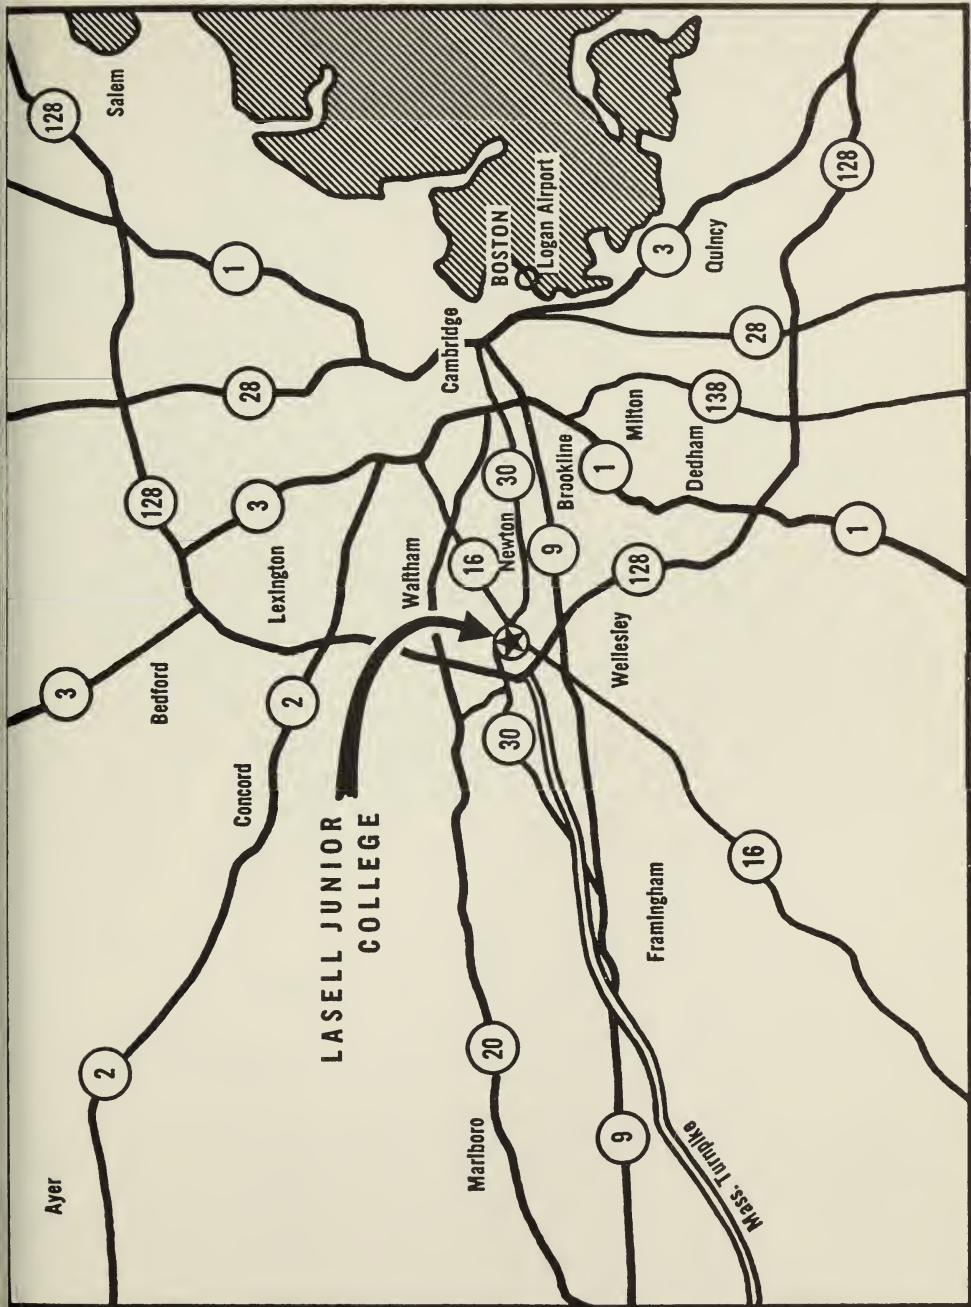 Ayer
3
128
2
Salem
128
Bedford
1
Concord
28
3
Lexington
2
LASELL JUNIOR
COLLEGE
Waltham
Cambridge
16
Marlboro
20
BOSTON
30
Newton
30
Logan Airport
9
Brookline
1
Wellesley
9
Milton
128
Framingham
3
Dedham
138
Quincy
Mass. Turnpike
16
28
128
1